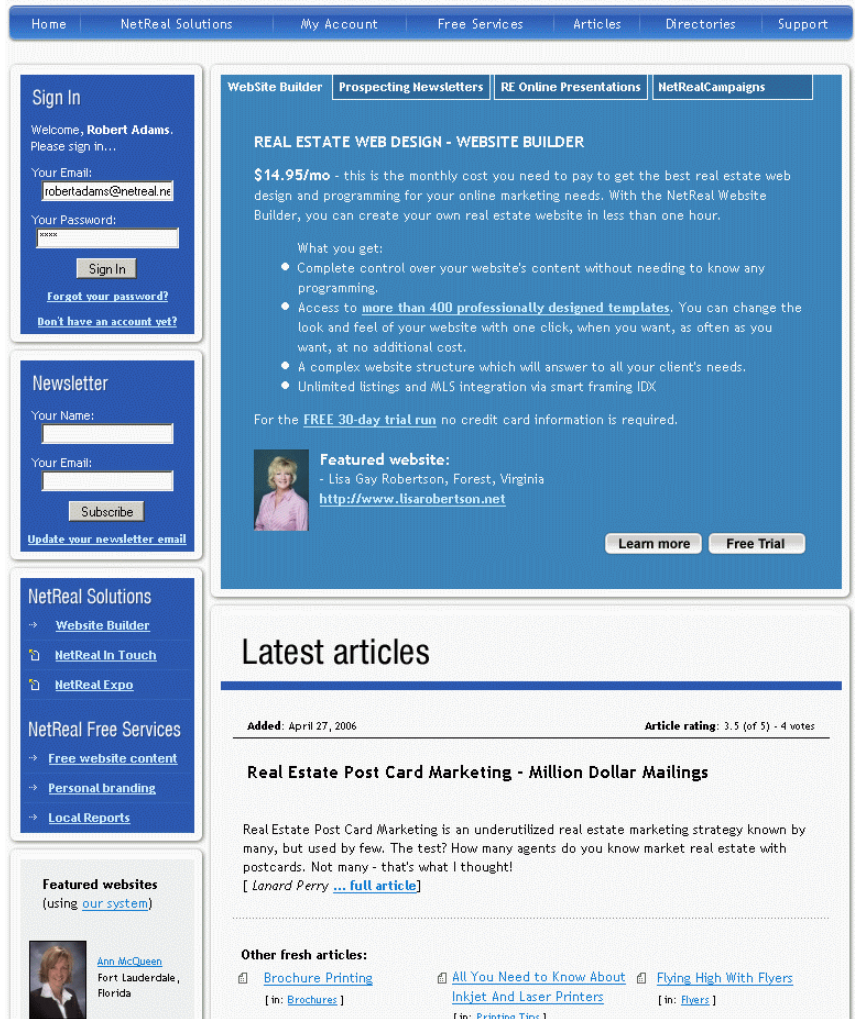 Home NetReal Solutions My Account Free Services Articles Directories Support
Sign In
Welcome, Robert Adams.
Please sign in...
Your Email:
robertadams@netreal.ne
Your Password:
****
Sign In
Forgot your password?
Don't have an account yet?
Newsletter
Your Name:
Your Email:
Subscribe
Update your newsletter email
NetReal Solutions
Website Builder
NetReal In Touch
NetReal Expo
NetReal Free Services
Free website content
Personal branding
Local Reports
Featured websites
(using our system)
Ann McQueen
Fort Lauderdale,
Florida
WebSite Builder Prospecting Newsletters RE Online Presentations NetRealCampaigns
REAL ESTATE WEB DESIGN - WEBSITE BUILDER
$14.95/mo - this is the monthly cost you need to pay to get the best real estate web
design and programming for your online marketing needs. With the NetReal Website
Builder, you can create your own real estate website in less than one hour.
What you get:
Complete control over your website's content without needing to know any
programming.
Access to more than 400 professionally designed templates. You can change the
look and feel of your website with one click, when you want, as often as you
want, at no additional cost.
A complex website structure which will answer to all your client's needs.
Unlimited listings and MLS integration via smart framing IDX
For the FREE 30-day trial run no credit card information is required.
Featured website:
- Lisa Gay Robertson, Forest, Virginia
http://www.lisarobertson.net
Learn more Free Trial
Latest articles
Added: April 27, 2006 Article rating: 3.5 (of 5) - 4 votes
Real Estate Post Card Marketing - Million Dollar Mailings
Real Estate Post Card Marketing is an underutilized real estate marketing strategy known by
many, but used by few. The test? How many agents do you know market real estate with
postcards. Not many - that's what I thought!
[ Lanard Perry ... full article]
Other fresh articles:
Brochure Printing
[ in: Brochures ]
All You Need to Know About
Inkjet And Laser Printers
[ in: Printing Tips ]
Flying High With Flyers
[ in: Flyers ]